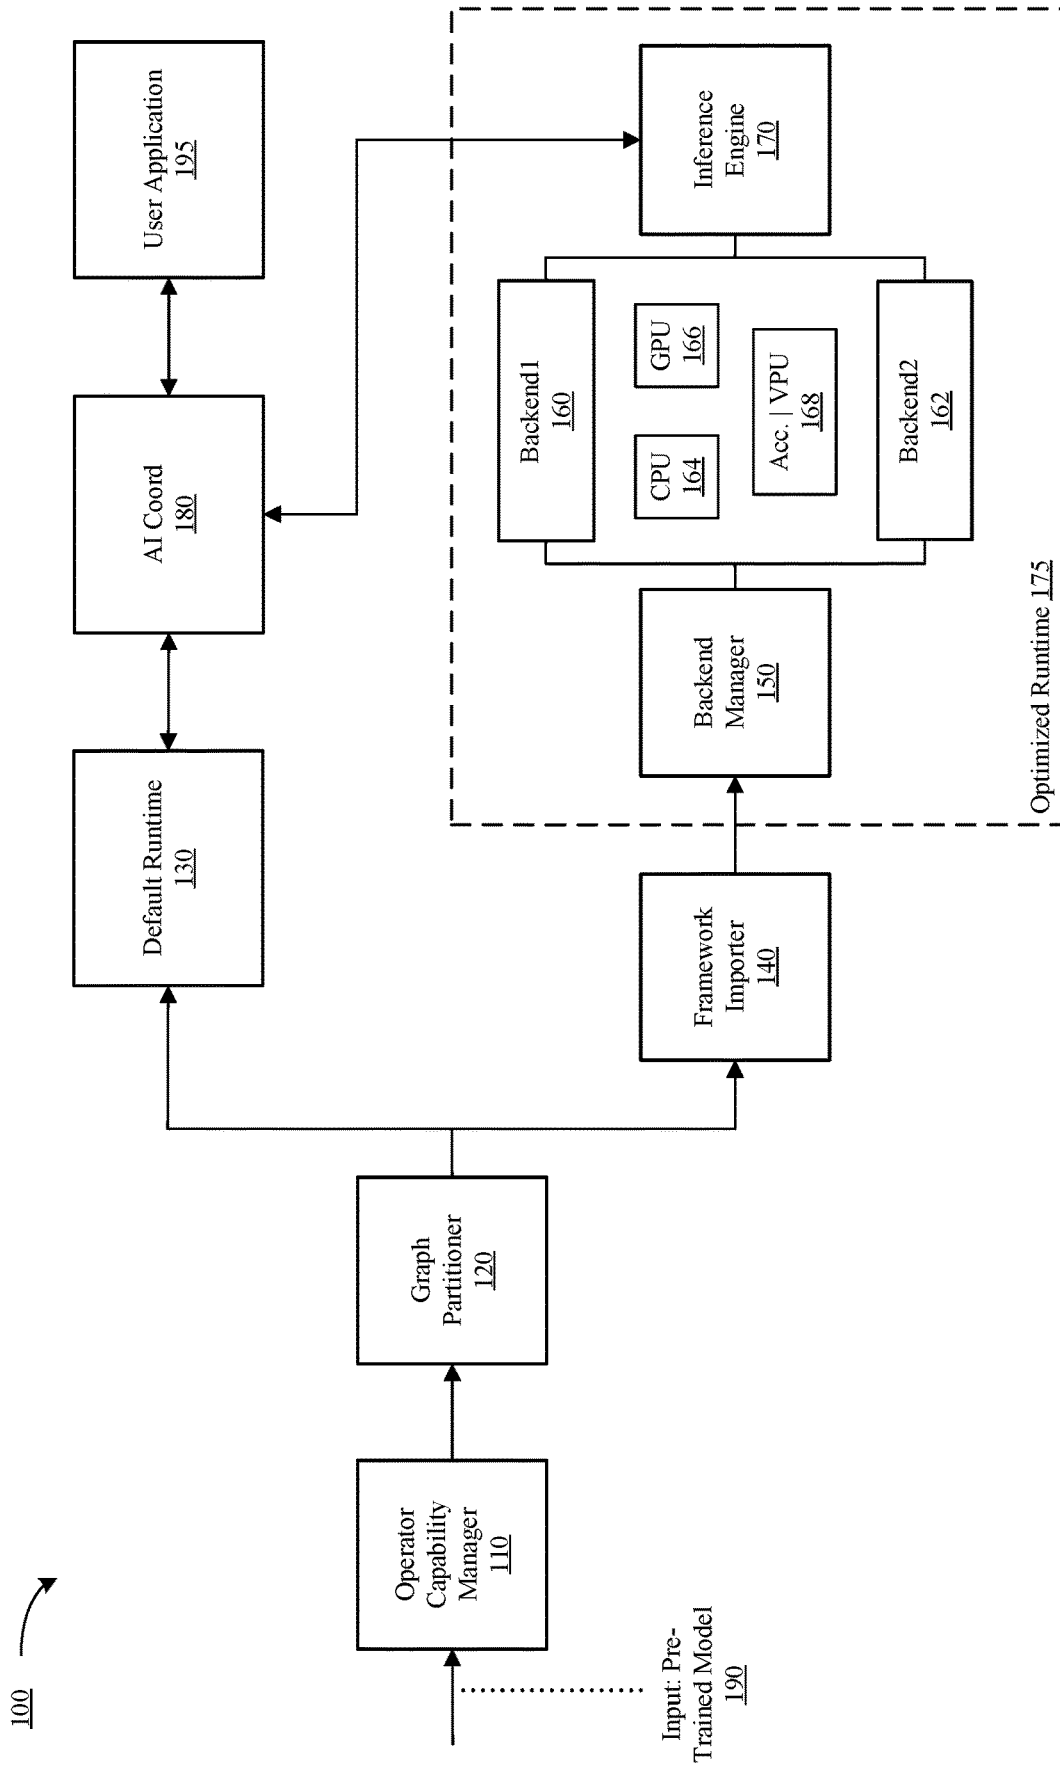 100
Input: Pre-
Trained Model
190
Operator
Capability
Manager
110
Graph
Partitioner
120
Default Runtime
130
AI Coord
180
User Application
195
Framework
Importer
140
Backend
Manager
150
Backend1
160
CPU
164
GPU
166
Acc. | VPU
168
Backend2
162
Inference
Engine
170
Optimized Runtime 175